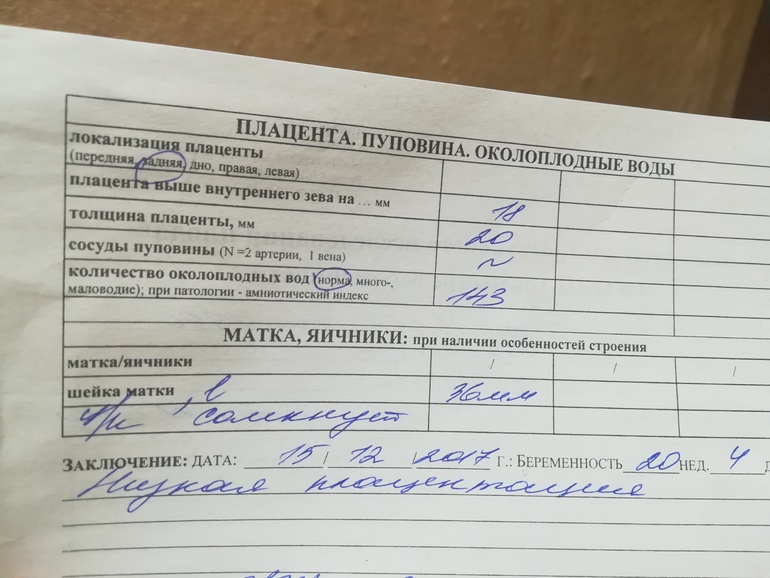 ПЛАЦЕНТА. ПУПОВИНА. ОКОЛОПЛОДНЫЕ ВОДЫ
локализация плаценты
(передняя, задняя, дно, правая, левая)
плацента выше внутреннего зева на ... мм 18
толщина плаценты, мм 20
сосуды пуповины (N =2 артерии, 1 вена) ~
количество околоплодных вод (норма, много-, маловодие); при патологии - амниотический индекс 143
МАТКА, ЯИЧНИКИ: при наличии особенностей строения
матка/яичники / / /
шейка матки 36мм
сомкнут
ЗАКЛЮЧЕНИЕ: ДАТА: 15 / 12 / 2017 Г.: БЕРЕМЕННОСТЬ 20 НЕД. 4 Д
Низкая плацентация